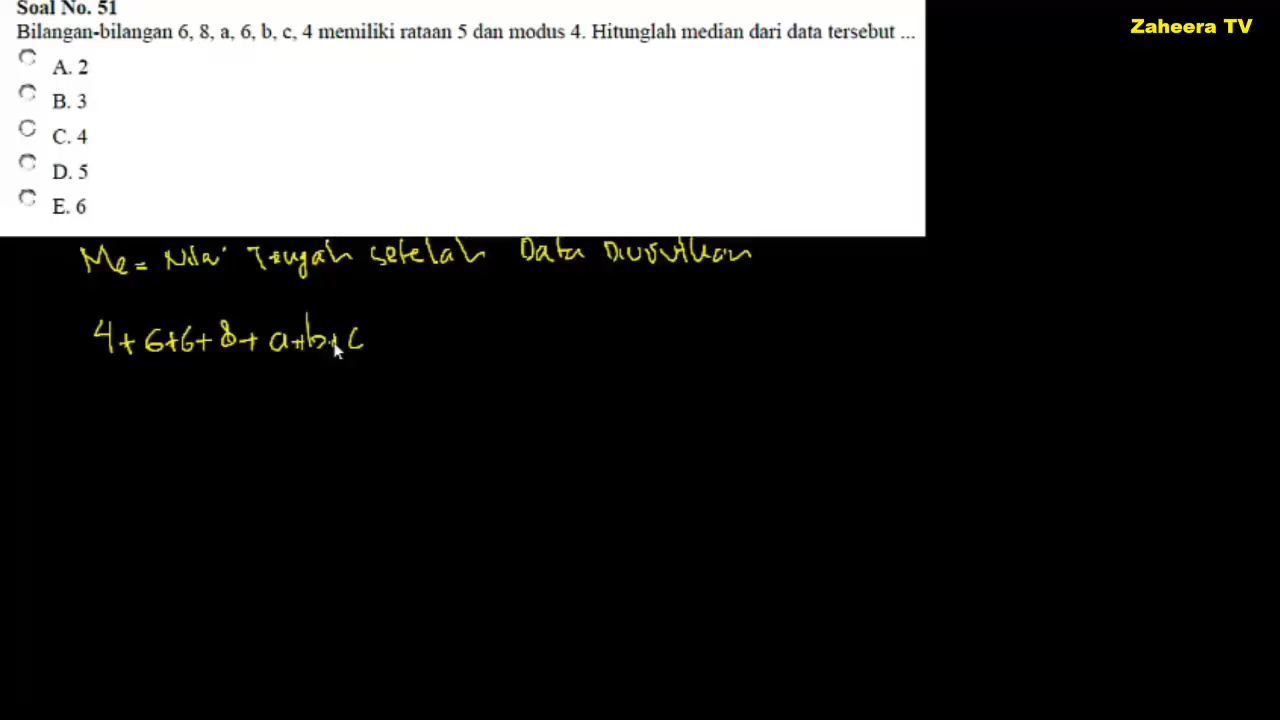 Soal No. 51
Zaheera TV
Bilangan-bilangan 6, 8, a, 6, b, c, 4 memiliki rataan 5 dan modus 4. Hitunglah median dari data tersebut ...
A. 2
B. 3
C. 4
D. 5
E. 6
Me = Nilai Tengah setelah Data Diurutkan
4+6+6+8+a+b+c